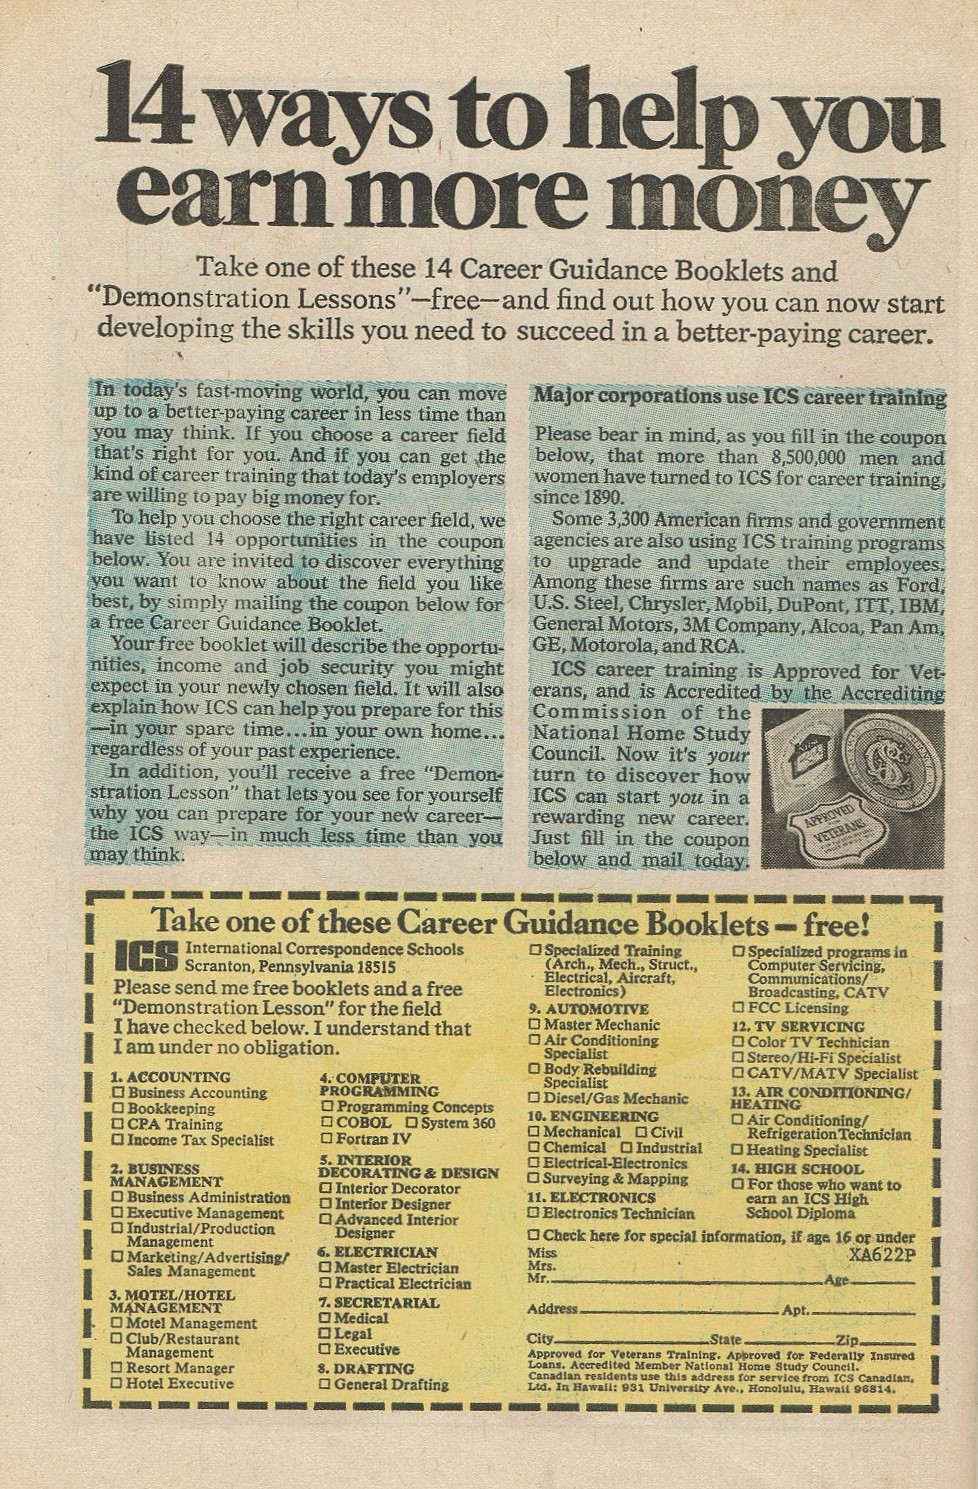 14 ways to help you
earn more money
Take one of these 14 Career Guidance Booklets and
“Demonstration Lessons”—free—and find out how you can now start
developing the skills you need to succeed in a better-paying career.
In today's fast-moving world, you can move
up to a better-paying career in less time than
you may think. If you choose a career field
that's right for you. And if you can get the
kind of career training that today's employers
are willing to pay big money for.
To help you choose the right career field, we
have listed 14 opportunities in the coupon
below. You are invited to discover everything
you want to know about the field you like
best, by simply mailing the coupon below for
a free Career Guidance Booklet.
Your free booklet will describe the opportu-
nities, income and job security you might
expect in your newly chosen field. It will also
explain how ICS can help you prepare for this
—in your spare time...in your own home...
regardless of your past experience.
In addition, you'll receive a free “Demon-
stration Lesson” that lets you see for yourself
why you can prepare for your new career—
the ICS way—in much less time than you
may think.
Major corporations use ICS career training
Please bear in mind, as you fill in the coupon
below, that more than 8,500,000 men and
women have turned to ICS for career training,
since 1890.
Some 3,300 American firms and government
agencies are also using ICS training programs
to upgrade and update their employees.
Among these firms are such names as Ford,
U.S. Steel, Chrysler, Mobil, DuPont, ITT, IBM,
General Motors, 3M Company, Alcoa, Pan Am,
GE, Motorola, and RCA.
ICS career training is Approved for Vet-
erans, and is Accredited by the Accrediting
Commission of the
National Home Study
Council. Now it's your
turn to discover how
ICS can start you in a
rewarding new career.
Just fill in the coupon
below and mail today.
APPROVED
VETERANS
Take one of these Career Guidance Booklets — free!
ICS International Correspondence Schools
Scranton, Pennsylvania 18515
Please send me free booklets and a free
“Demonstration Lesson” for the field
I have checked below. I understand that
I am under no obligation.
1. ACCOUNTING
☐ Business Accounting
☐ Bookkeeping
☐ CPA Training
☐ Income Tax Specialist
2. BUSINESS
MANAGEMENT
☐ Business Administration
☐ Executive Management
☐ Industrial/Production
Management
☐ Marketing/Advertising/
Sales Management
3. MOTEL/HOTEL
MANAGEMENT
☐ Motel Management
☐ Club/Restaurant
Management
☐ Resort Manager
☐ Hotel Executive
4. COMPUTER
PROGRAMMING
☐ Programming Concepts
☐ COBOL ☐ System 360
☐ Fortran IV
5. INTERIOR
DECORATING & DESIGN
☐ Interior Decorator
☐ Interior Designer
☐ Advanced Interior
Designer
6. ELECTRICIAN
☐ Master Electrician
☐ Practical Electrician
7. SECRETARIAL
☐ Medical
☐ Legal
☐ Executive
8. DRAFTING
☐ General Drafting
☐ Specialized Training
(Arch., Mech., Struct.,
Electrical, Aircraft,
Electronics)
9. AUTOMOTIVE
☐ Master Mechanic
☐ Air Conditioning
Specialist
☐ Body Rebuilding
Specialist
☐ Diesel/Gas Mechanic
10. ENGINEERING
☐ Mechanical ☐ Civil
☐ Chemical ☐ Industrial
☐ Electrical-Electronics
☐ Surveying & Mapping
11. ELECTRONICS
☐ Electronics Technician
☐ Specialized programs in
Computer Servicing,
Communications/
Broadcasting, CATV
☐ FCC Licensing
12. TV SERVICING
☐ Color TV Technician
☐ Stereo/Hi-Fi Specialist
☐ CATV/MATV Specialist
13. AIR CONDITIONING/
HEATING
☐ Air Conditioning/
Refrigeration Technician
☐ Heating Specialist
14. HIGH SCHOOL
☐ For those who want to
earn an ICS High
School Diploma
☐ Check here for special information, if age 16 or under
Miss XA622P
Mrs.
Mr. Age
Address Apt.
City State Zip
Approved for Veterans Training. Approved for Federally Insured
Loans. Accredited Member National Home Study Council.
Canadian residents use this address for service from ICS Canadian,
Ltd. In Hawaii: 931 University Ave., Honolulu, Hawaii 96814.